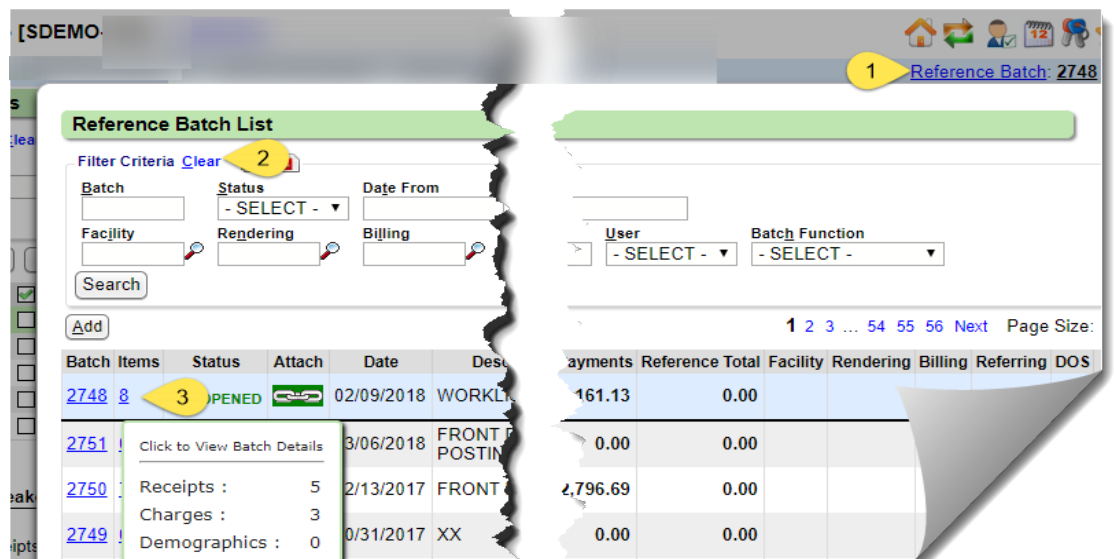 [SDEMO-
12
1
Reference Batch: 2748
s
Clea
Reference Batch List
Filter Criteria Clear
2
Batch Status Date From
- SELECT -
Facility Rendering Billing User Batch Function
- SELECT - - SELECT -
Search
Add
1 2 3 ... 54 55 56 Next Page Size:
Batch Items Status Attach Date Desc ayments Reference Total Facility Rendering Billing Referring DOS
2748 8 3 OPENED 02/09/2018 WORKLI 161.13 0.00
2751 3/06/2018 FRONT POSTIN 0.00 0.00
Click to View Batch Details
2750 2/13/2017 FRONT 2,796.69 0.00
Receipts : 5
Charges : 3
2749 0/31/2017 XX 0.00 0.00
Demographics : 0
eak
eipts